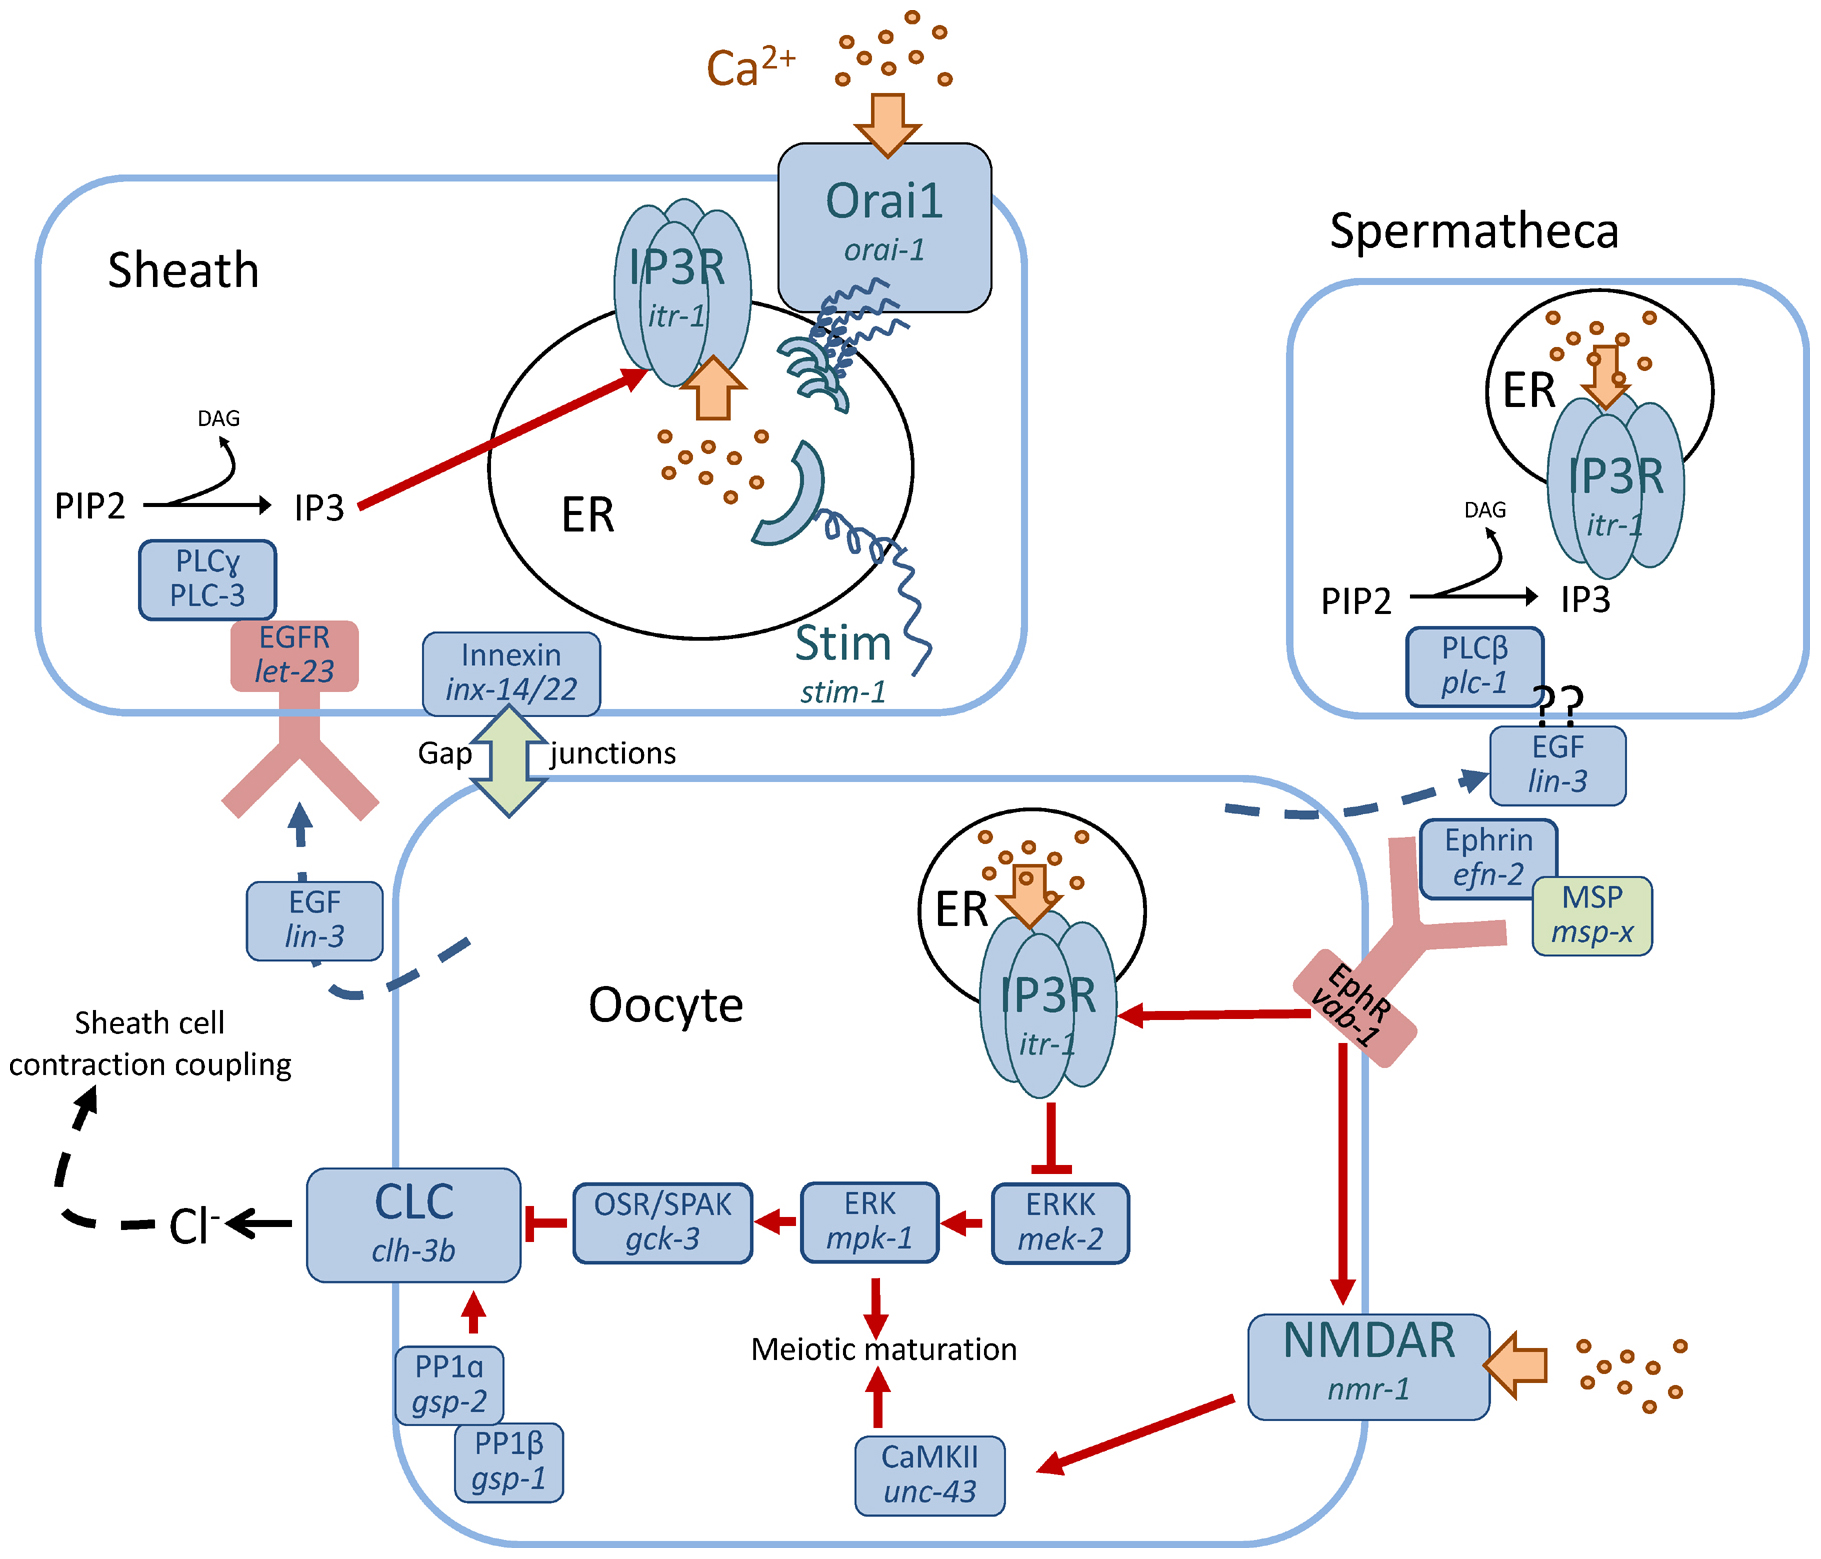 Ca2+
Orai1
orai-1
Sheath
IP3R
itr-1
DAG
PIP2
IP3
ER
PLCɣ
PLC-3
EGFR
let-23
Innexin
inx-14/22
Stim
stim-1
Gap junctions
Spermatheca
ER
IP3R
itr-1
DAG
PIP2
IP3
PLCβ
plc-1
??
EGF
lin-3
Ephrin
efn-2
MSP
msp-x
EphR
vab-1
EGF
lin-3
ER
IP3R
itr-1
Oocyte
Sheath cell
contraction coupling
Cl-
CLC
clh-3b
OSR/SPAK
gck-3
ERK
mpk-1
ERKK
mek-2
Meiotic maturation
NMDAR
nmr-1
PP1ɑ
gsp-2
PP1β
gsp-1
CaMKII
unc-43